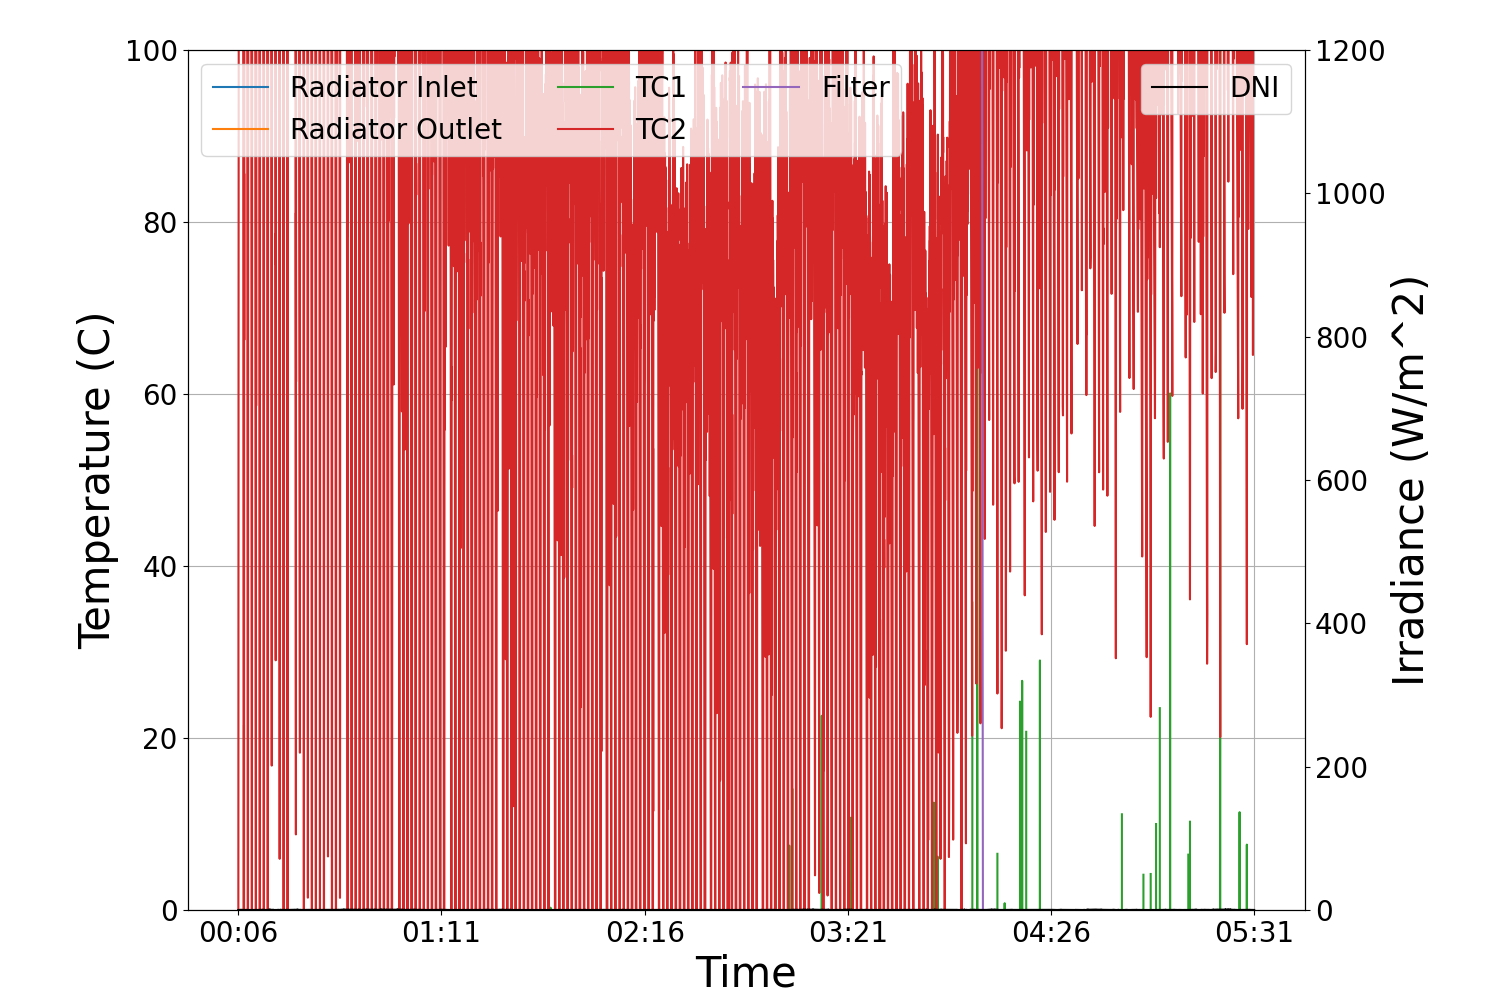 100
80
60
40
20
0
Temperature (C)
Radiator Inlet
Radiator Outlet
TC1
TC2
Filter
DNI
1200
1000
800
600
400
200
0
Irradiance (W/m^2)
00:06
01:11
02:16
03:21
04:26
05:31
Time